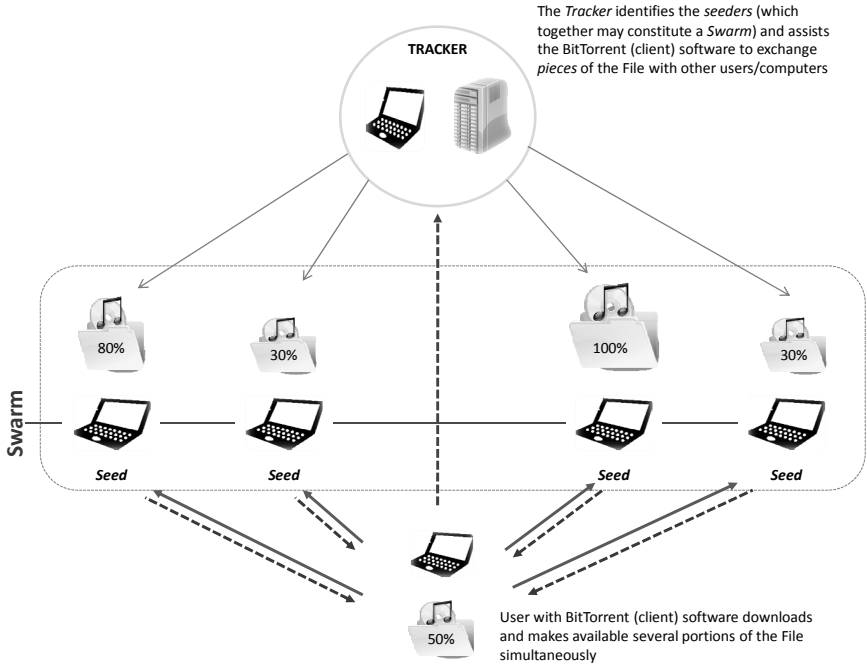 The Tracker identifies the seeders (which
together may constitute a Swarm) and assists
the BitTorrent (client) software to exchange
pieces of the File with other users/computers
TRACKER
80%
30%
100%
30%
Swarm
Seed
Seed
Seed
Seed
50%
User with BitTorrent (client) software downloads
and makes available several portions of the File
simultaneously